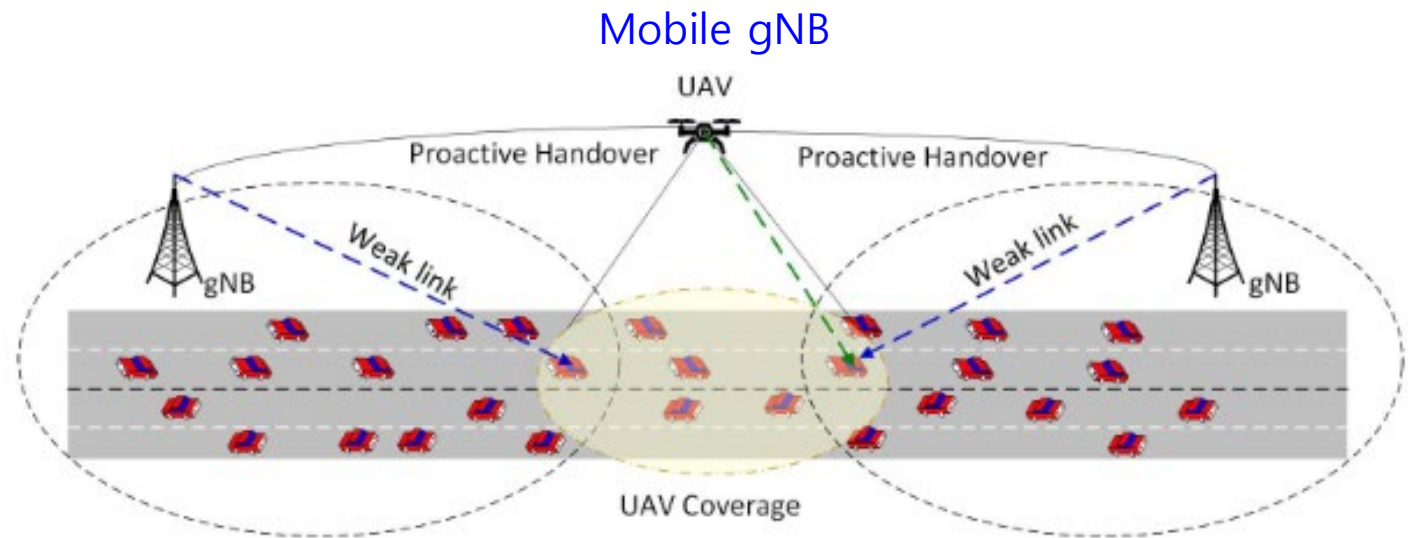 Mobile gNB
UAV
Proactive Handover
Proactive Handover
Weak link
Weak link
gNB
gNB
UAV Coverage